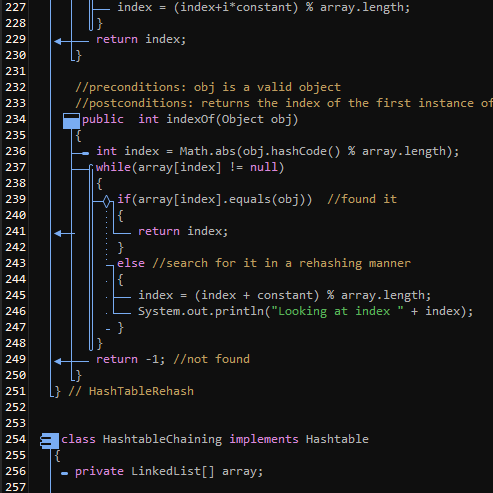 227 index = (index+i*constant) % array.length;
228 }
229 return index;
230 }
231
232 //preconditions: obj is a valid object
233 //postconditions: returns the index of the first instance of
234 public  int indexOf(Object obj)
235 {
236 int index = Math.abs(obj.hashCode() % array.length);
237 while(array[index] != null)
238 {
239 if(array[index].equals(obj))  //found it
240 {
241 return index;
242 }
243 else //search for it in a rehashing manner
244 {
245 index = (index + constant) % array.length;
246 System.out.println("Looking at index " + index);
247 }
248 }
249 return -1; //not found
250 }
251 } // HashTableRehash
252
253
254 class HashtableChaining implements Hashtable
255 {
256 private LinkedList[] array;
257